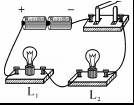 + −
L₁ L₂